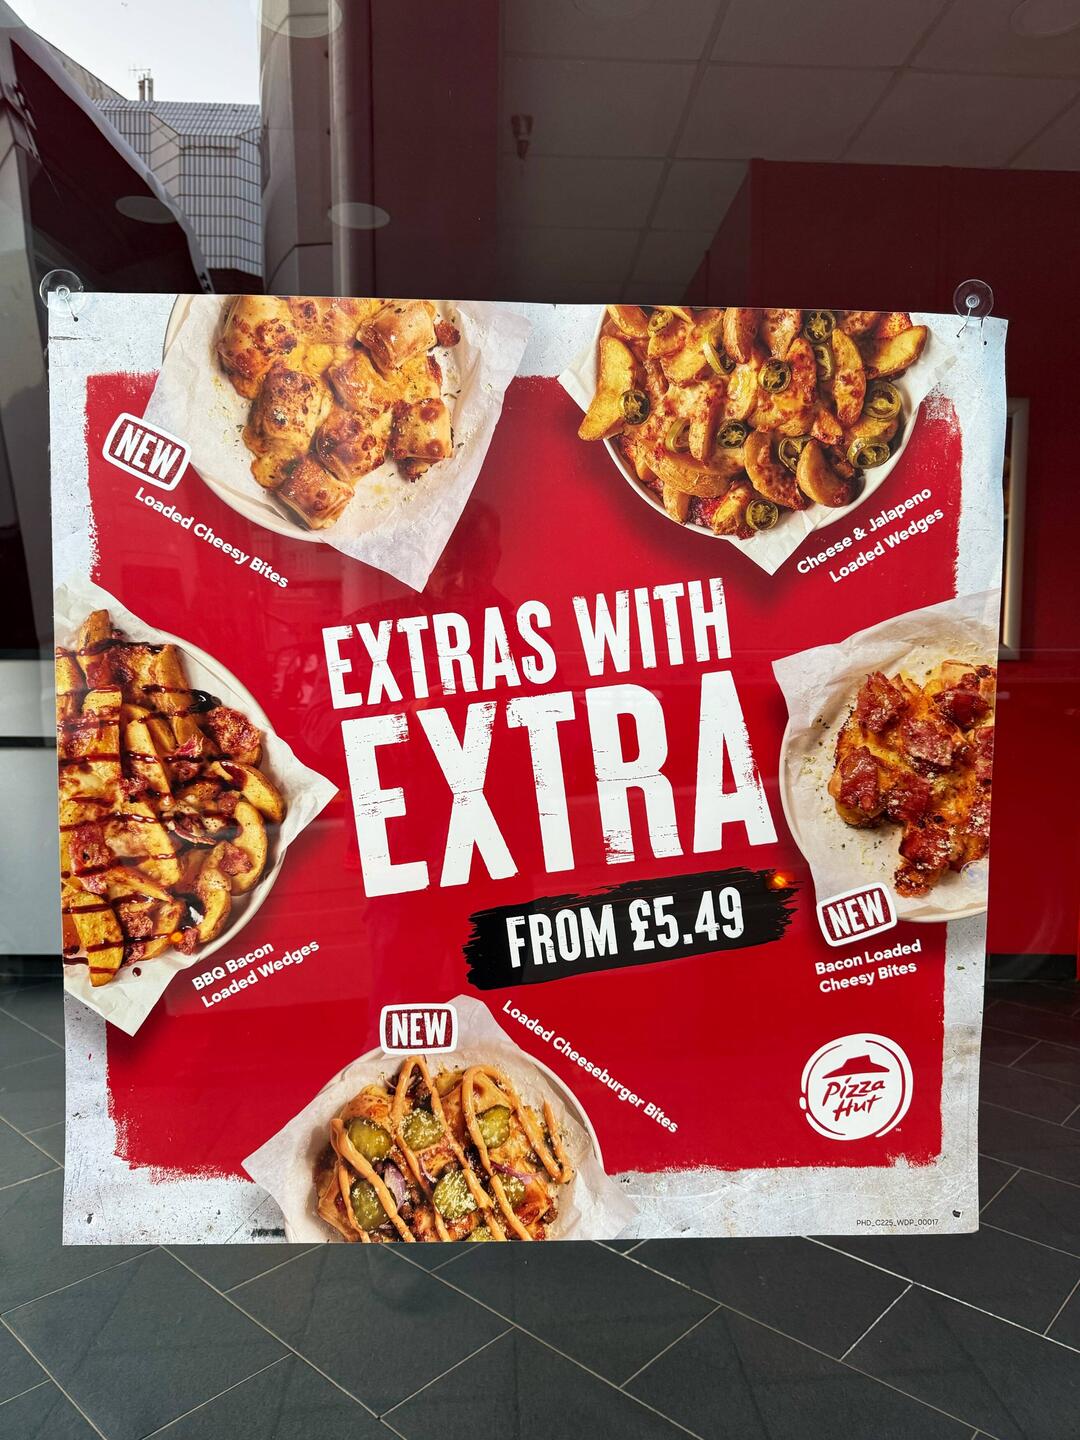 NEW
Loaded Cheesy Bites
Cheese & Jalapeno
Loaded Wedges
EXTRAS WITH
EXTRA
FROM £5.49
BBQ Bacon
Loaded Wedges
NEW
Bacon Loaded
Cheesy Bites
NEW
Loaded Cheeseburger Bites
Pizza
Hut
™
PHD_C225_WDP_00017